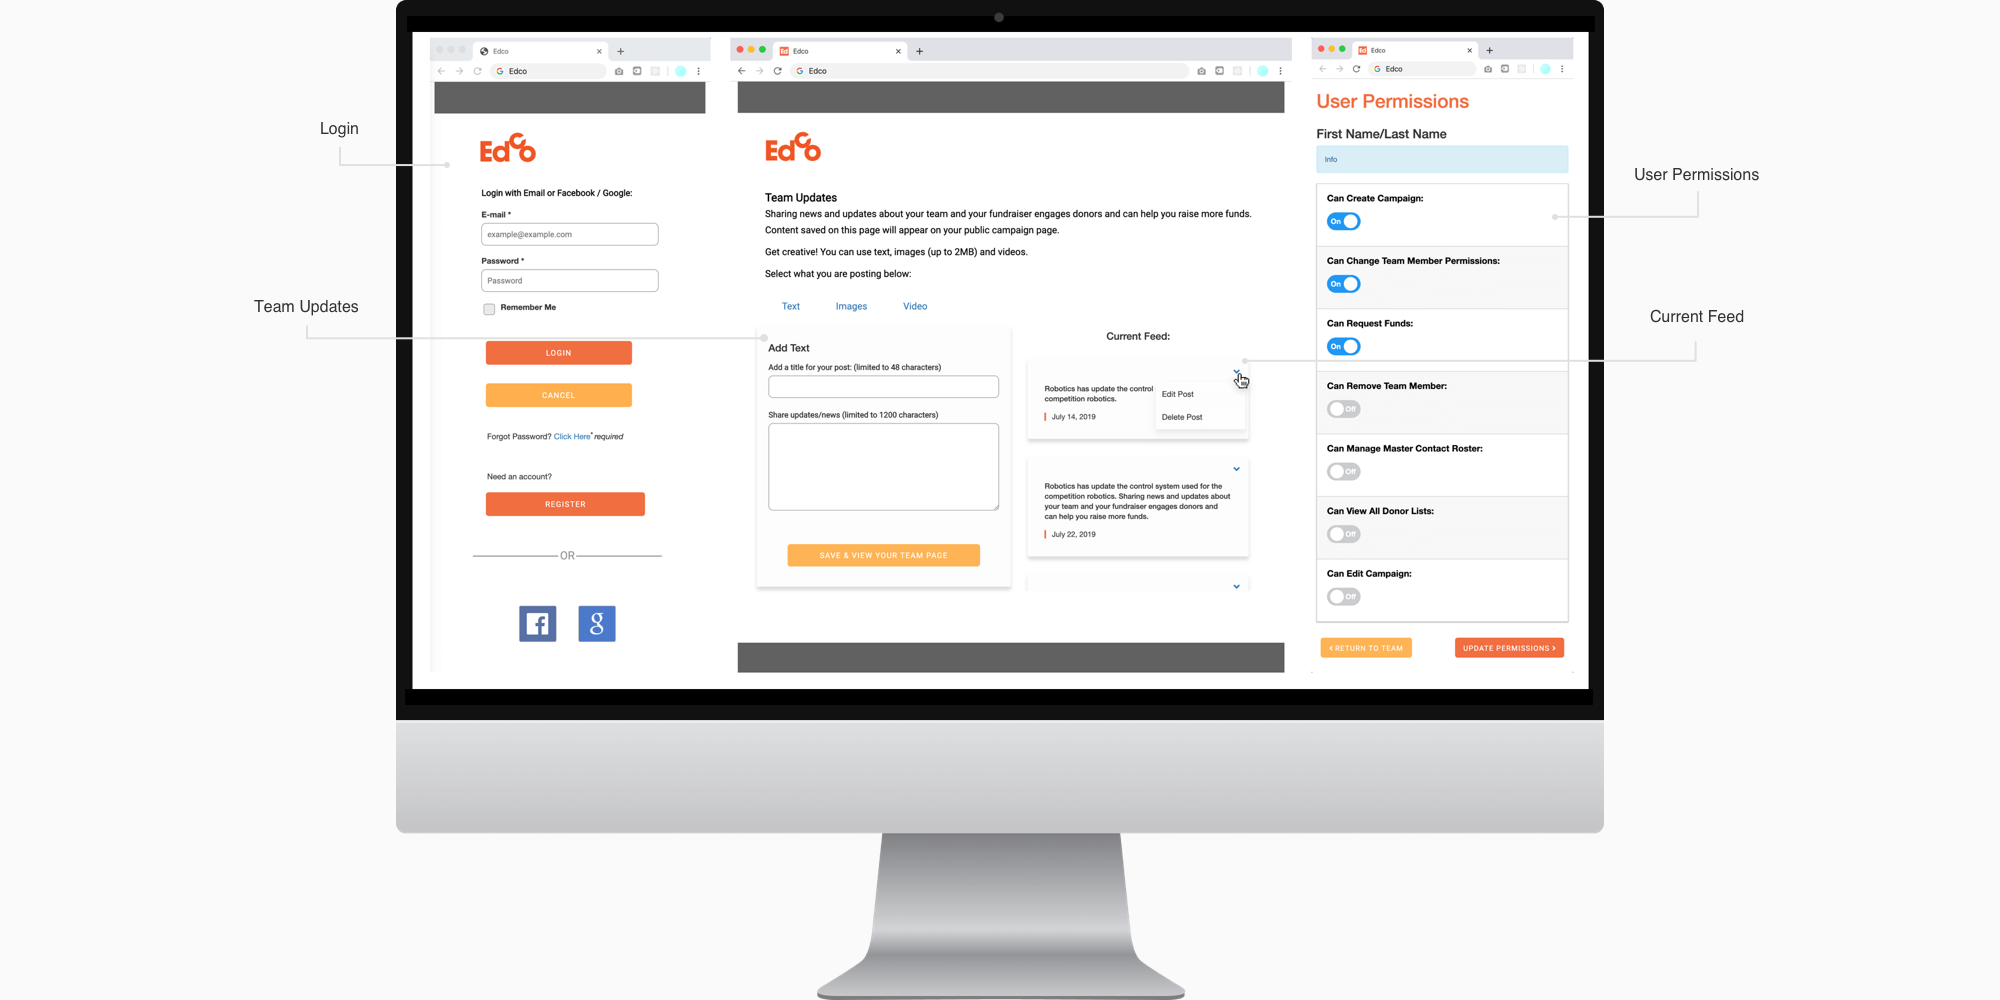 Login
Team Updates
User Permissions
Current Feed
Edco
Edco
EdCo
Login with Email or Facebook / Google:
E-mail *
example@example.com
Password *
Password
Remember Me
LOGIN
CANCEL
Forgot Password? Click Here* required
Need an account?
REGISTER
OR
f
g
Ed Edco
Edco
EdCo
Team Updates
Sharing news and updates about your team and your fundraiser engages donors and can help you raise more funds.
Content saved on this page will appear on your public campaign page.
Get creative! You can use text, images (up to 2MB) and videos.
Select what you are posting below:
Text Images Video
Add Text
Add a title for your post: (limited to 48 characters)
Share updates/news (limited to 1200 characters)
SAVE & VIEW YOUR TEAM PAGE
Current Feed:
Robotics has update the control
competition robotics.
July 14, 2019
Edit Post
Delete Post
Robotics has update the control system used for the
competition robotics. Sharing news and updates about
your team and your fundraiser engages donors and
can help you raise more funds.
July 22, 2019
Ed Edco
Edco
User Permissions
First Name/Last Name
Info
Can Create Campaign:
On
Can Change Team Member Permissions:
On
Can Request Funds:
On
Can Remove Team Member:
Off
Can Manage Master Contact Roster:
Off
Can View All Donor Lists:
Off
Can Edit Campaign:
Off
< RETURN TO TEAM
UPDATE PERMISSIONS >